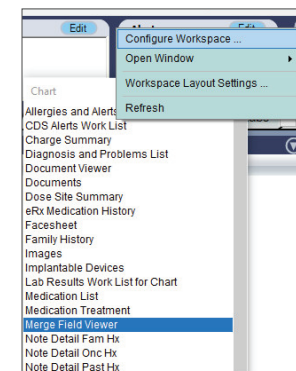 Edit
Edit
Configure Workspace ...
Open Window
Workspace Layout Settings ...
Refresh
Chart
Allergies and Alerts
CDS Alerts Work List
Charge Summary
Diagnosis and Problems List
Document Viewer
Documents
Dose Site Summary
eRx Medication History
Facesheet
Family History
Images
Implantable Devices
Lab Results Work List for Chart
Medication List
Medication Treatment
Merge Field Viewer
Note Detail Fam Hx
Note Detail Onc Hx
Note Detail Past Hx